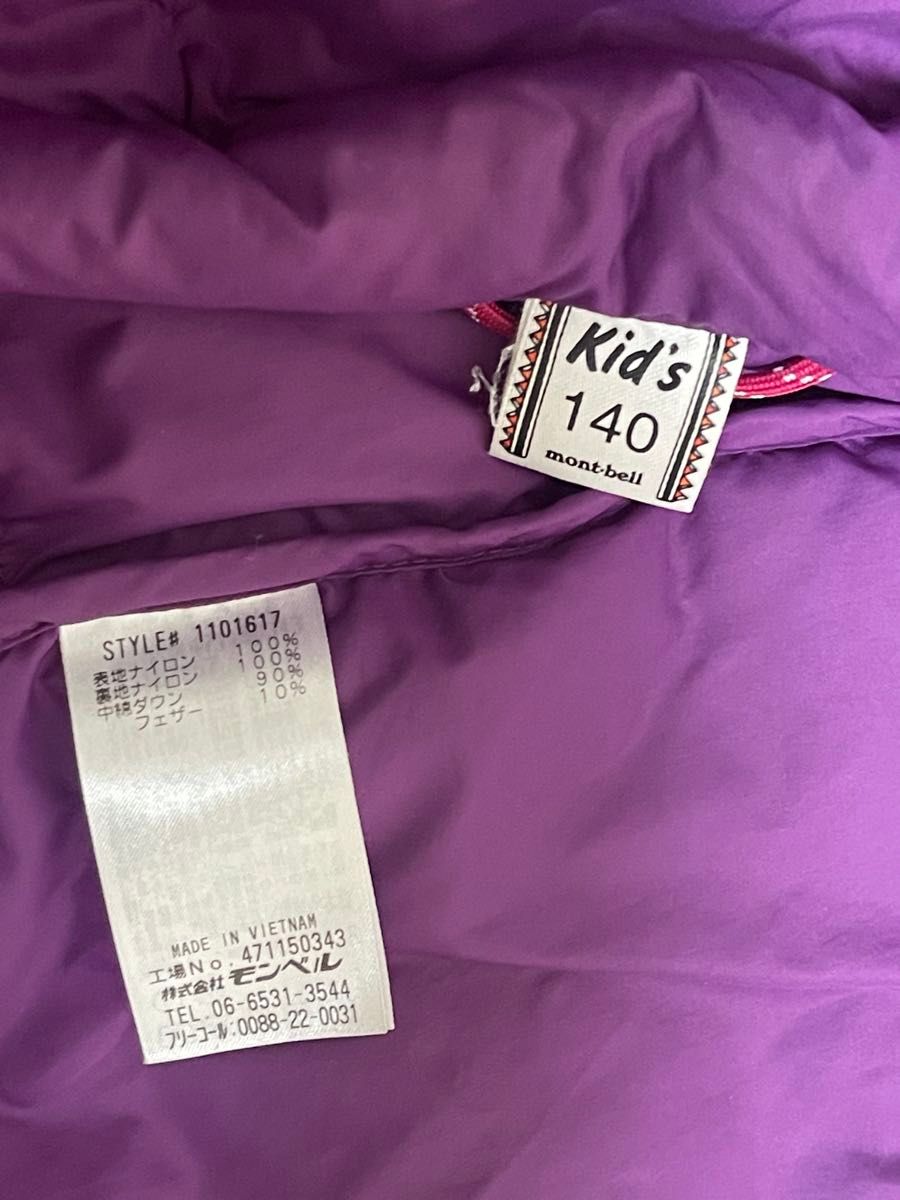 Kid's
140
mont-bell
STYLE# 1101617
表地ナイロン 100%
裏地ナイロン 100%
中綿ダウン 90%
フェザー 10%
MADE IN VIETNAM
工場No. 471150343
株式会社 モンベル
TEL. 06-6531-3544
フリーコール:0088-22-0031